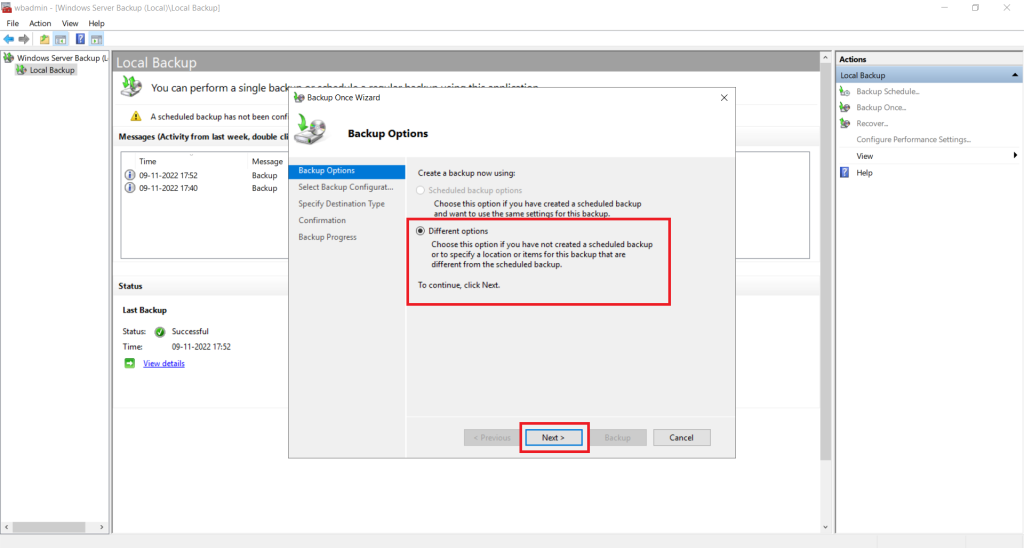 wbadmin - [Windows Server Backup (Local)\Local Backup]
File Action View Help
Windows Server Backup (L
Local Backup
Local Backup
You can perform a single backup or schedule a regular backup using this application
A scheduled backup has not been conf
Messages (Activity from last week, double cli
Time Message
09-11-2022 17:52 Backup
09-11-2022 17:40 Backup
Status
Last Backup
Status: Successful
Time: 09-11-2022 17:52
View details
Backup Once Wizard
Backup Options
Backup Options
Select Backup Configurat...
Specify Destination Type
Confirmation
Backup Progress
Create a backup now using:
Scheduled backup options
Choose this option if you have created a scheduled backup
and want to use the same settings for this backup.
Different options
Choose this option if you have not created a scheduled backup
or to specify a location or items for this backup that are
different from the scheduled backup.
To continue, click Next.
< Previous Next > Backup Cancel
Actions
Local Backup
Backup Schedule...
Backup Once...
Recover...
Configure Performance Settings...
View
Help